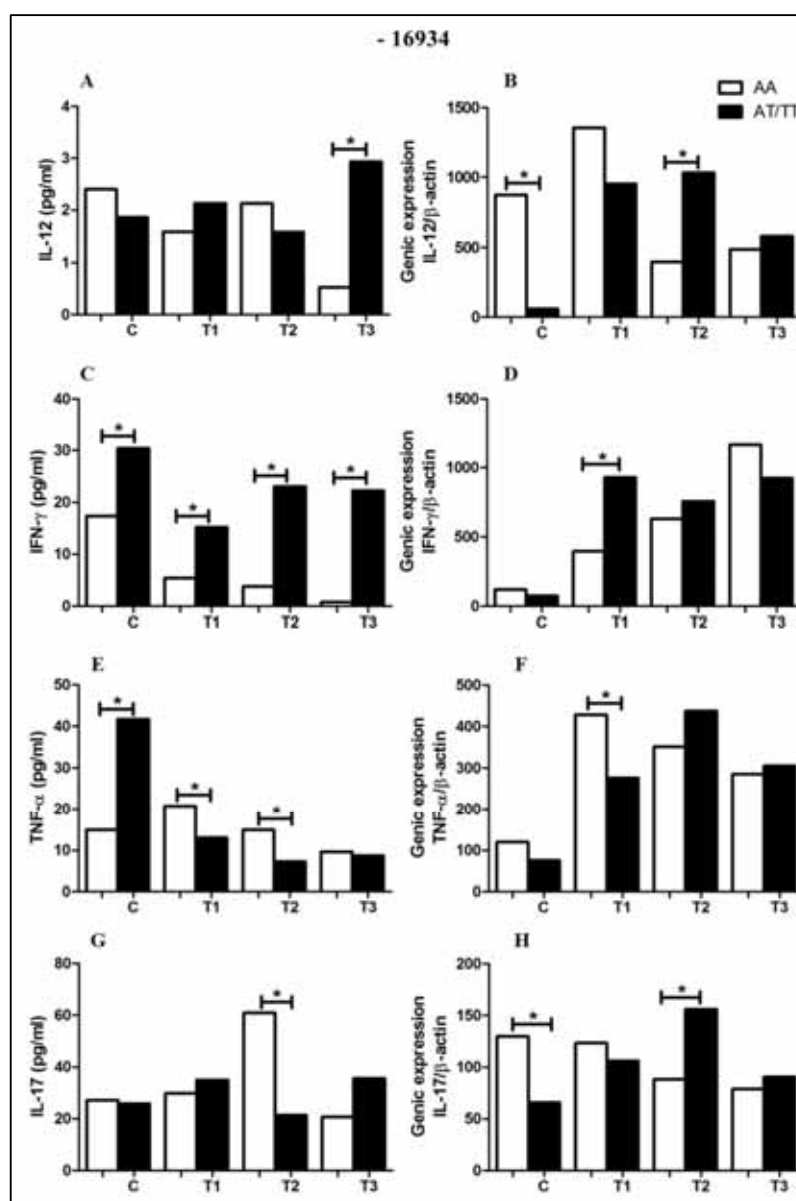 - 16934
A
4
3
2
1
0
IL-12 (pg/ml)
*
C T1 T2 T3
B
AA
AT/TT
1500
1000
500
0
Genic expression
IL-12/β-actin
*
*
C T1 T2 T3
C
40
30
20
10
0
IFN-γ (pg/ml)
*
*
*
*
C T1 T2 T3
D
1500
1000
500
0
Genic expression
IFN-γ/β-actin
*
C T1 T2 T3
E
50
40
30
20
10
0
TNF-α (pg/ml)
*
*
*
C T1 T2 T3
F
500
400
300
200
100
0
Genic expression
TNF-α/β-actin
*
C T1 T2 T3
G
80
60
40
20
0
IL-17 (pg/ml)
*
C T1 T2 T3
H
200
150
100
50
0
Genic expression
IL-17/β-actin
*
*
C T1 T2 T3